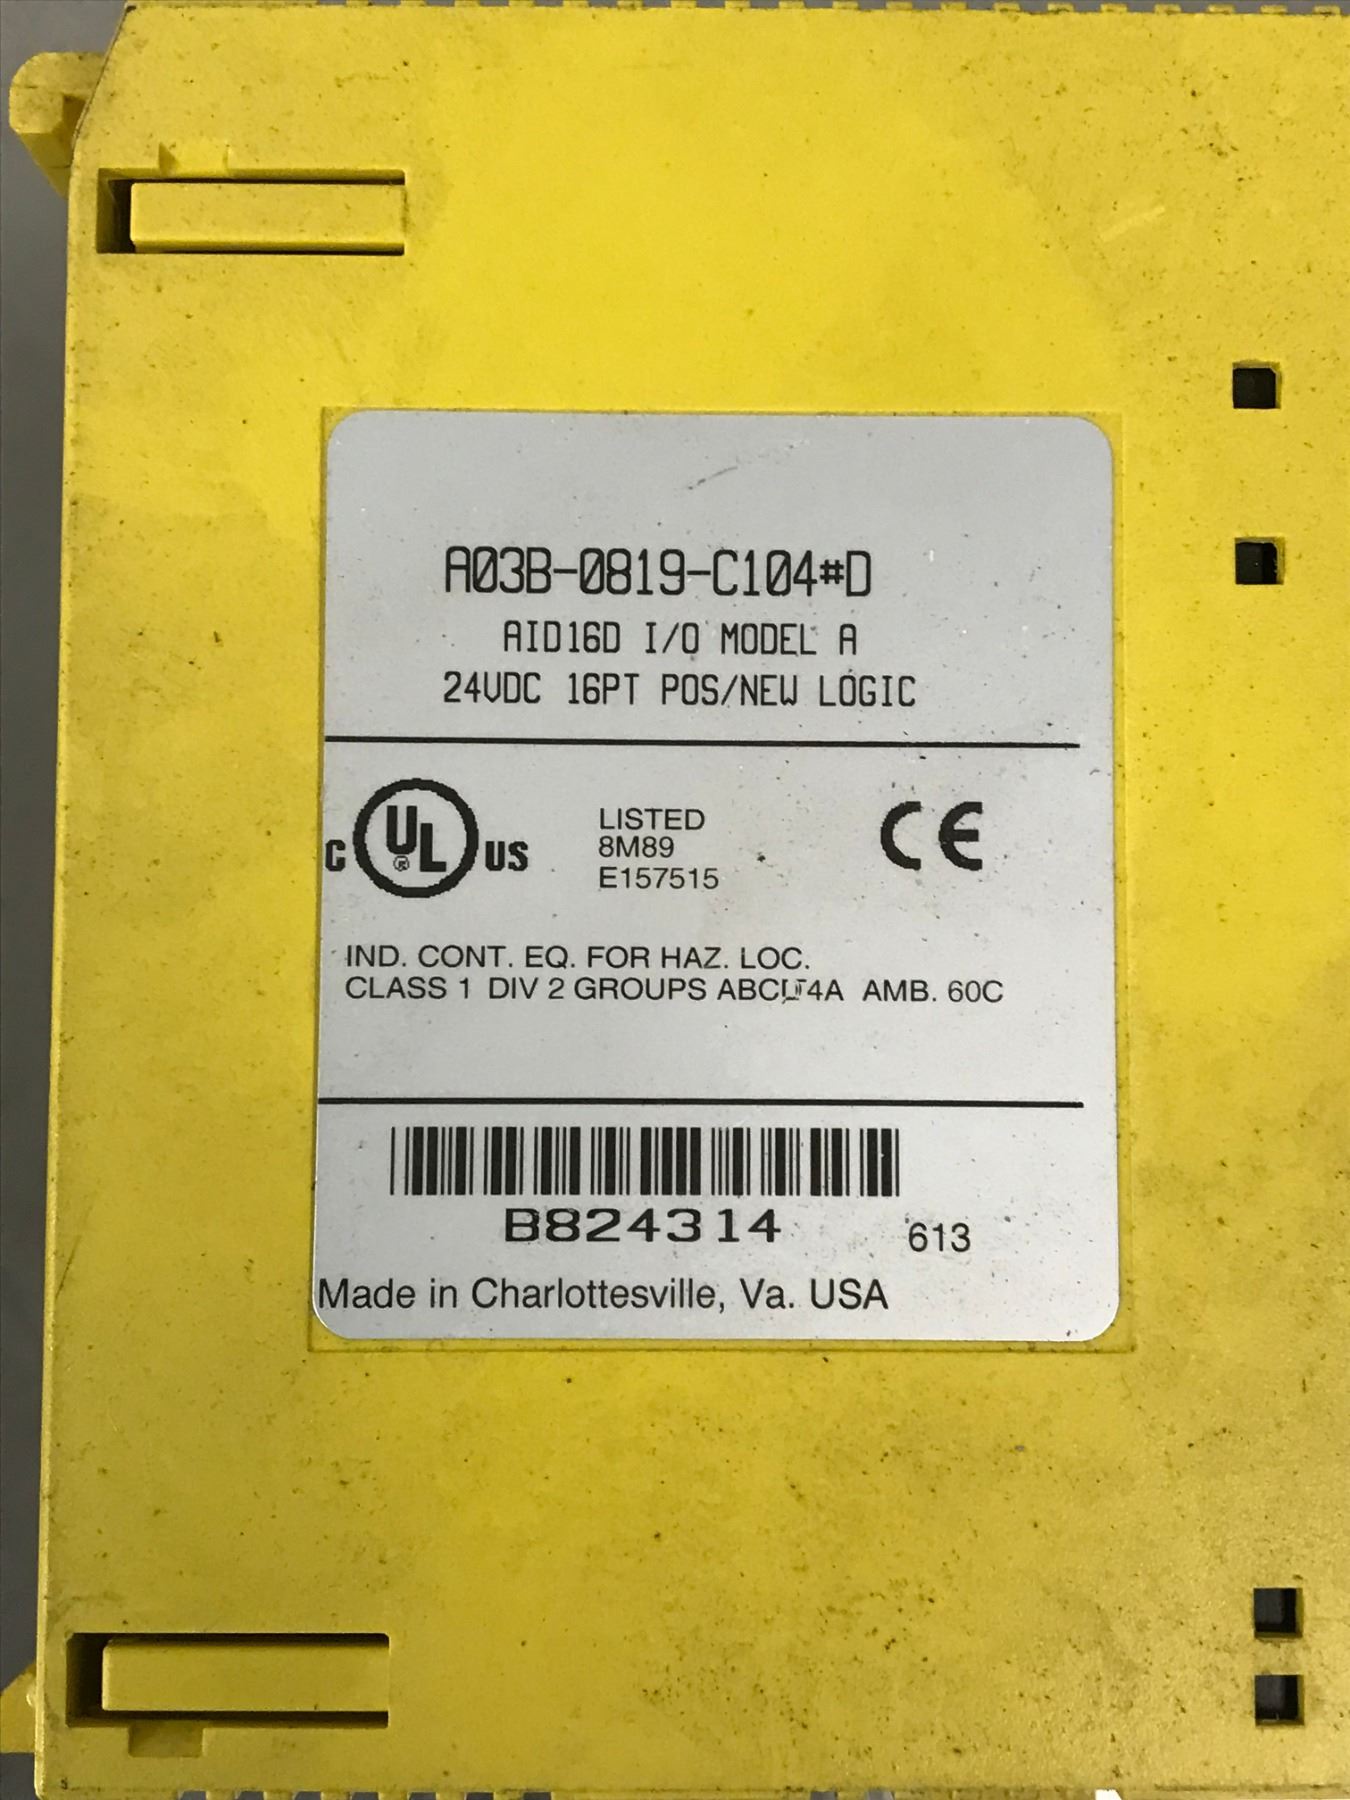 A03B-0819-C104#D
AID16D I/O MODEL A
24VDC 16PT POS/NEW LOGIC
C UL ® US
LISTED
8M89
E157515
CE
IND. CONT. EQ. FOR HAZ. LOC.
CLASS 1 DIV 2 GROUPS AMB. 60C
B824314
613
Made in Charlottesville, Va. USA